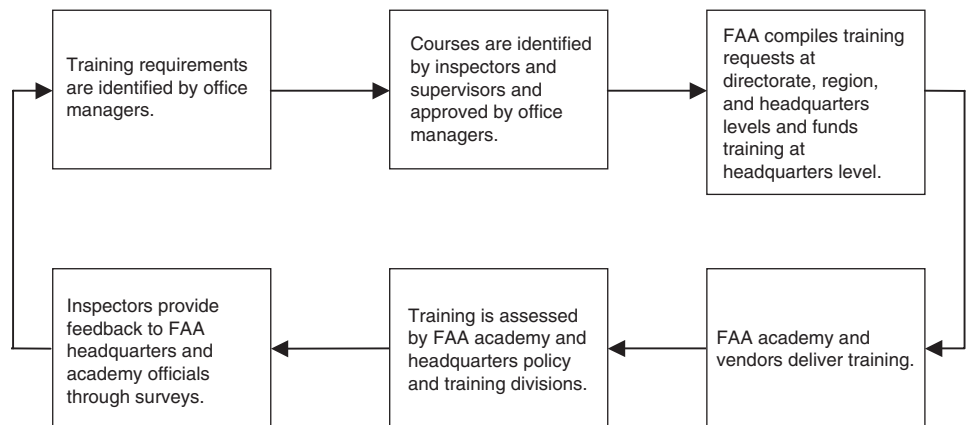 Training requirements
are identified by office
managers.
Courses are identified
by inspectors and
supervisors and
approved by office
managers.
FAA compiles training
requests at
directorate, region,
and headquarters
levels and funds
training at
headquarters level.
FAA academy and
vendors deliver training.
Training is assessed
by FAA academy and
headquarters policy
and training divisions.
Inspectors provide
feedback to FAA
headquarters and
academy officials
through surveys.